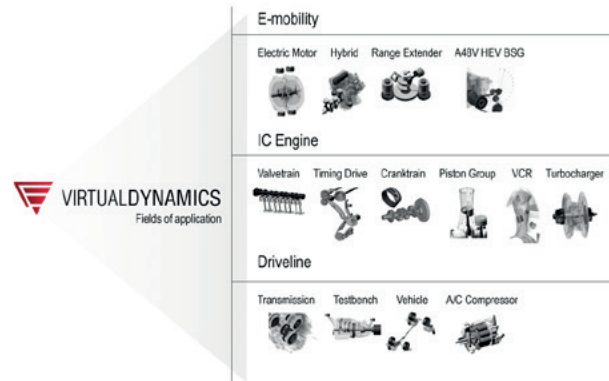 E-mobility
Electric Motor Hybrid Range Extender A48V HEV BSG
IC Engine
Valvetrain Timing Drive Cranktrain Piston Group VCR Turbocharger
VIRTUALDYNAMICS
Fields of application
Driveline
Transmission Testbench Vehicle A/C Compressor